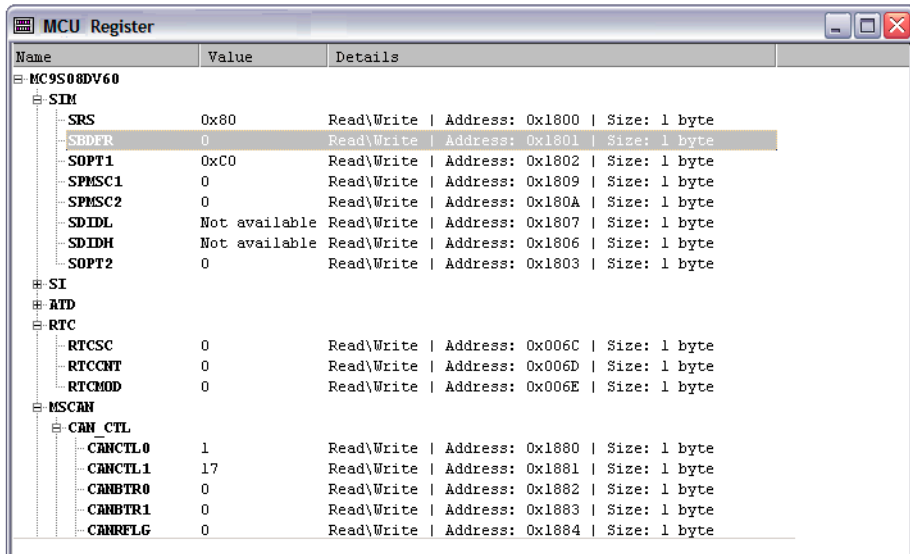 MCU Register
Name Value Details
MC9S08DV60
SIM
SRS 0x80 Read\Write | Address: 0x1800 | Size: 1 byte
SBDFR 0 Read\Write | Address: 0x1801 | Size: 1 byte
SOPT1 0xC0 Read\Write | Address: 0x1802 | Size: 1 byte
SPMSC1 0 Read\Write | Address: 0x1809 | Size: 1 byte
SPMSC2 0 Read\Write | Address: 0x180A | Size: 1 byte
SDIDL Not available Read\Write | Address: 0x1807 | Size: 1 byte
SDIDH Not available Read\Write | Address: 0x1806 | Size: 1 byte
SOPT2 0 Read\Write | Address: 0x1803 | Size: 1 byte
SI
ATD
RTC
RTCSC 0 Read\Write | Address: 0x006C | Size: 1 byte
RTCCNT 0 Read\Write | Address: 0x006D | Size: 1 byte
RTCMOD 0 Read\Write | Address: 0x006E | Size: 1 byte
MSCAN
CAN_CTL
CANCTL0 1 Read\Write | Address: 0x1880 | Size: 1 byte
CANCTL1 17 Read\Write | Address: 0x1881 | Size: 1 byte
CANBTR0 0 Read\Write | Address: 0x1882 | Size: 1 byte
CANBTR1 0 Read\Write | Address: 0x1883 | Size: 1 byte
CANRFLG 0 Read\Write | Address: 0x1884 | Size: 1 byte